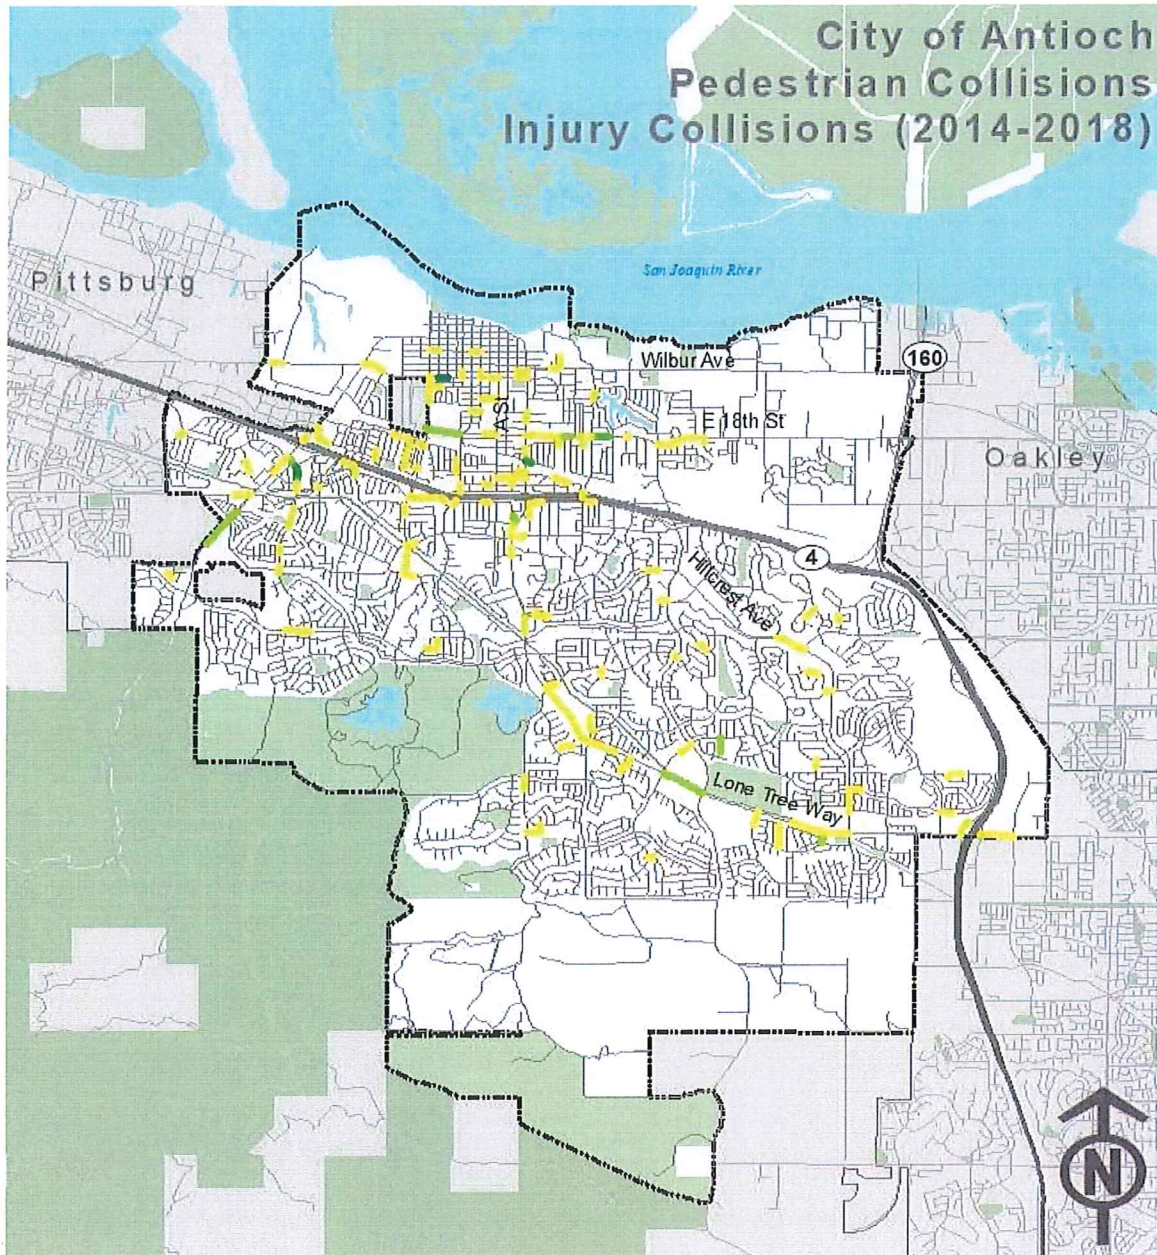 City of Antioch
Pedestrian Collisions
Injury Collisions (2014-2018)
San Joaquin River
Pittsburg
Wilbur Ave
160
A St
E 18th St
Oakley
4
Hillcrest Ave
Lone Tree Way
N